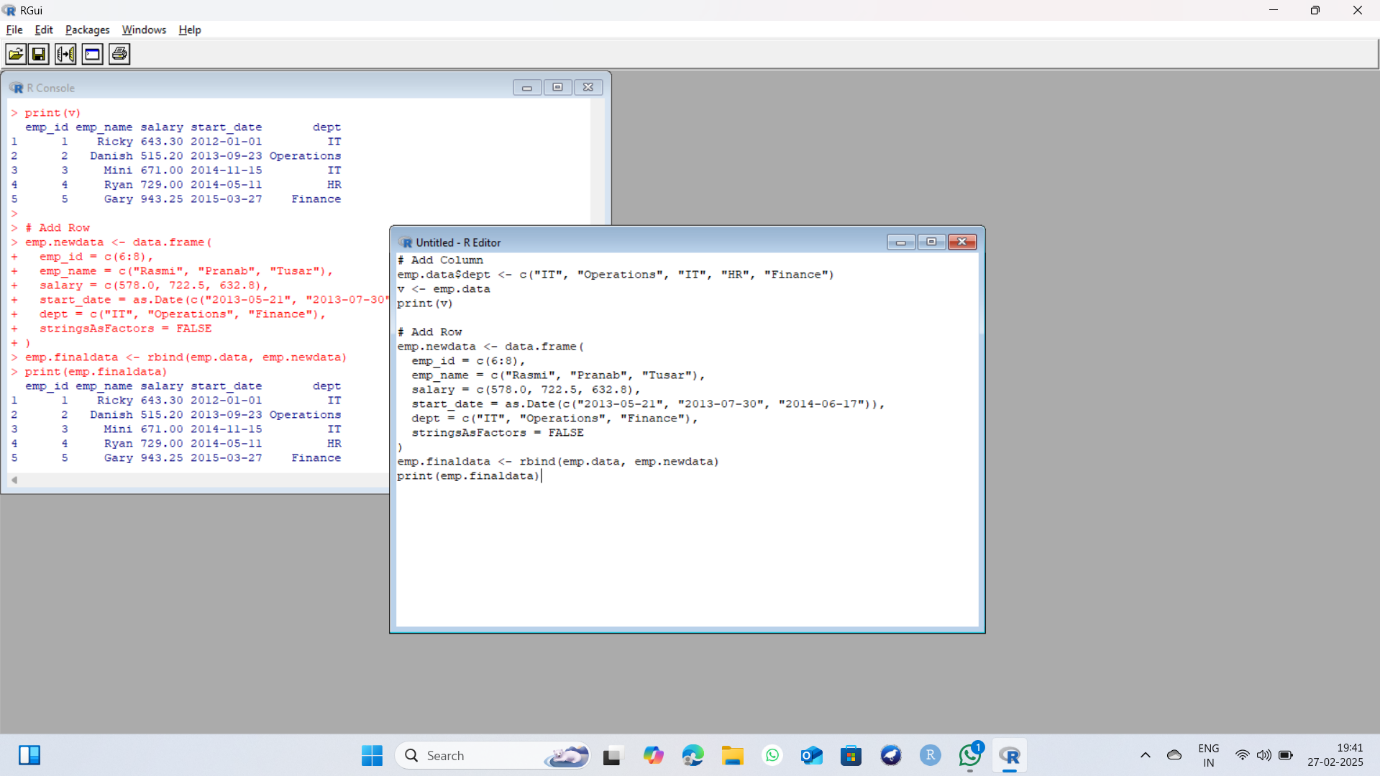 RGui
File Edit Packages Windows Help
R Console
> print(v)
  emp_id emp_name salary start_date       dept
1      1    Ricky 643.30 2012-01-01         IT
2      2   Danish 515.20 2013-09-23 Operations
3      3     Mini 671.00 2014-11-15         IT
4      4     Ryan 729.00 2014-05-11         HR
5      5     Gary 943.25 2015-03-27    Finance
>
> # Add Row
> emp.newdata <- data.frame(
+   emp_id = c(6:8),
+   emp_name = c("Rasmi", "Pranab", "Tusar"),
+   salary = c(578.0, 722.5, 632.8),
+   start_date = as.Date(c("2013-05-21", "2013-07-30"
+   dept = c("IT", "Operations", "Finance"),
+   stringsAsFactors = FALSE
+ )
> emp.finaldata <- rbind(emp.data, emp.newdata)
> print(emp.finaldata)
  emp_id emp_name salary start_date       dept
1      1    Ricky 643.30 2012-01-01         IT
2      2   Danish 515.20 2013-09-23 Operations
3      3     Mini 671.00 2014-11-15         IT
4      4     Ryan 729.00 2014-05-11         HR
5      5     Gary 943.25 2015-03-27    Finance
Untitled - R Editor
# Add Column
emp.data$dept <- c("IT", "Operations", "IT", "HR", "Finance")
v <- emp.data
print(v)
# Add Row
emp.newdata <- data.frame(
  emp_id = c(6:8),
  emp_name = c("Rasmi", "Pranab", "Tusar"),
  salary = c(578.0, 722.5, 632.8),
  start_date = as.Date(c("2013-05-21", "2013-07-30", "2014-06-17")),
  dept = c("IT", "Operations", "Finance"),
  stringsAsFactors = FALSE
)
emp.finaldata <- rbind(emp.data, emp.newdata)
print(emp.finaldata)
Search
1
ENG
IN
19:41
27-02-2025